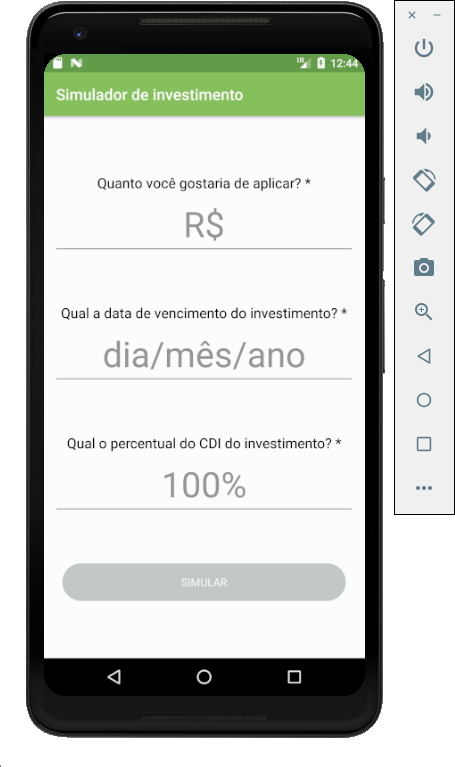 12:44
Simulador de investimento
Quanto você gostaria de aplicar? *
R$
Qual a data de vencimento do investimento? *
dia/mês/ano
Qual o percentual do CDI do investimento? *
100%
SIMULAR